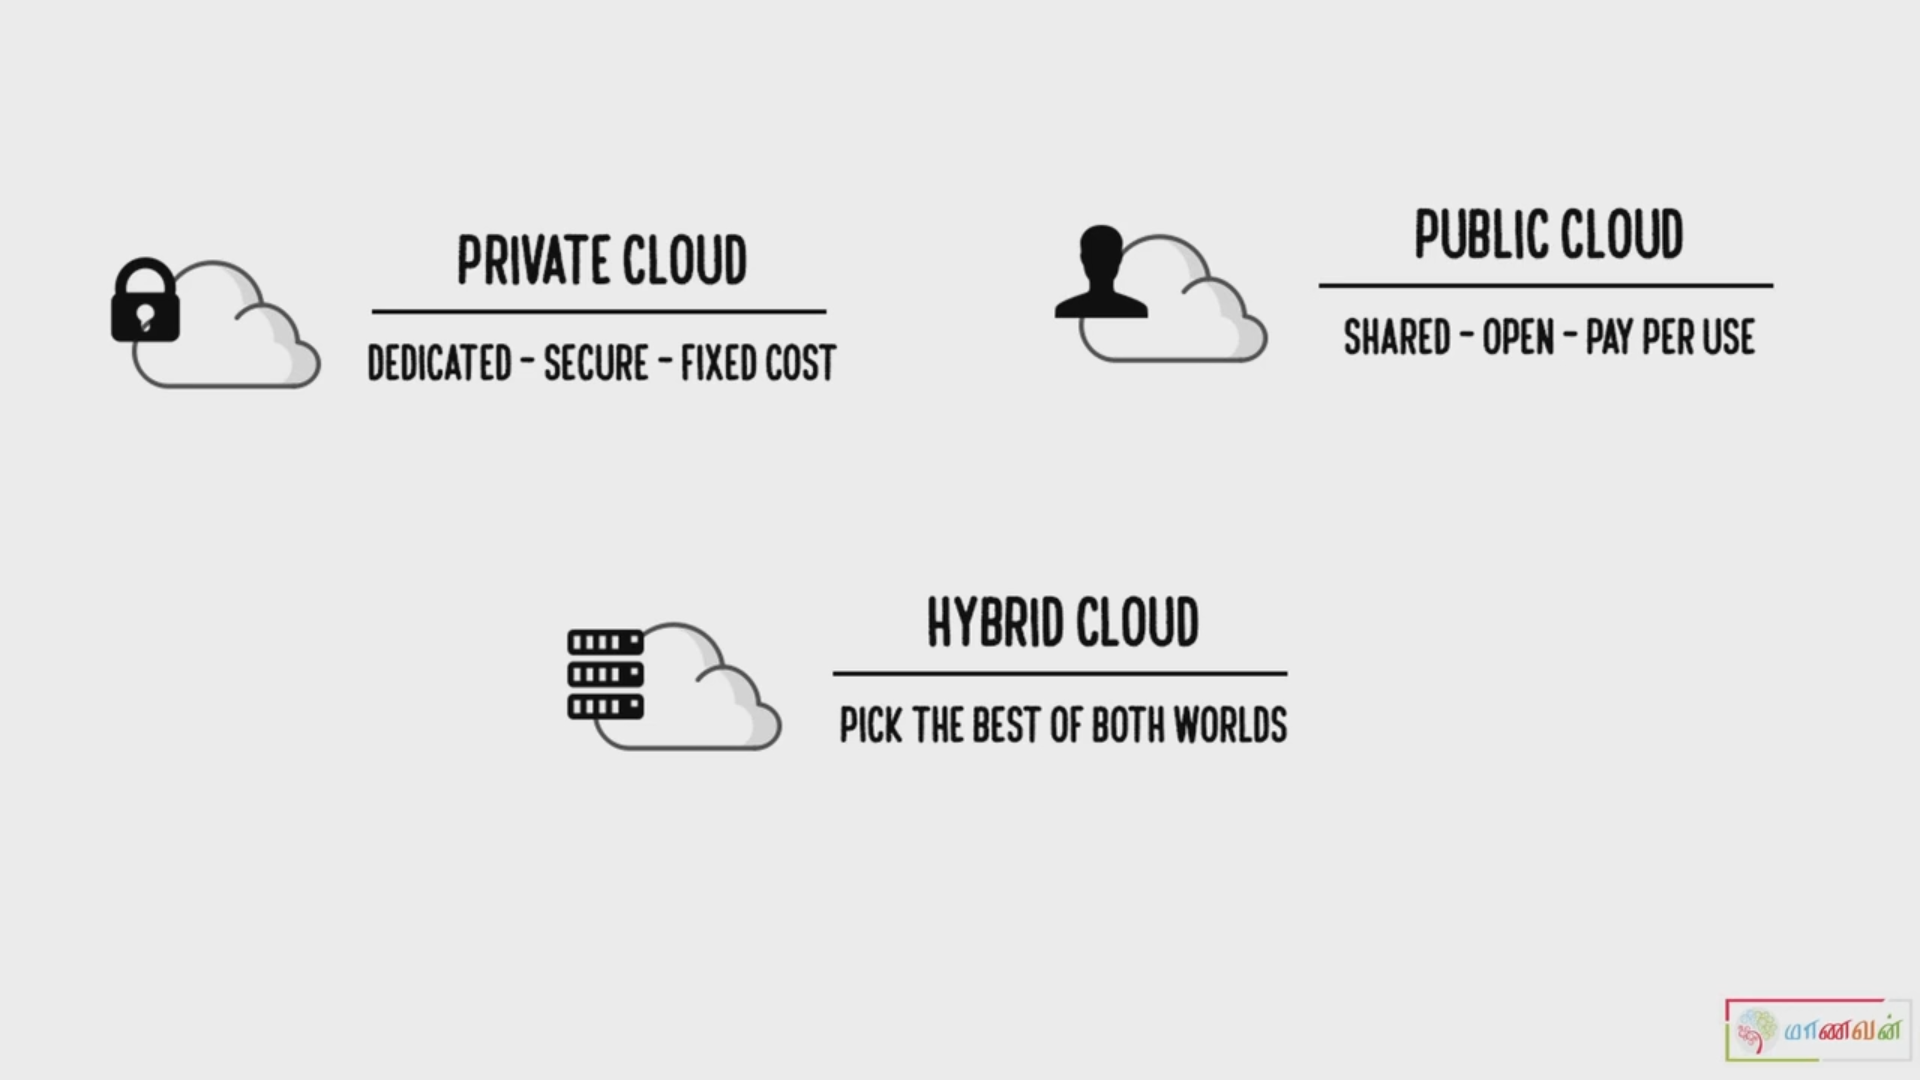 PRIVATE CLOUD
DEDICATED - SECURE - FIXED COST
PUBLIC CLOUD
SHARED - OPEN - PAY PER USE
HYBRID CLOUD
PICK THE BEST OF BOTH WORLDS
மாணவன்